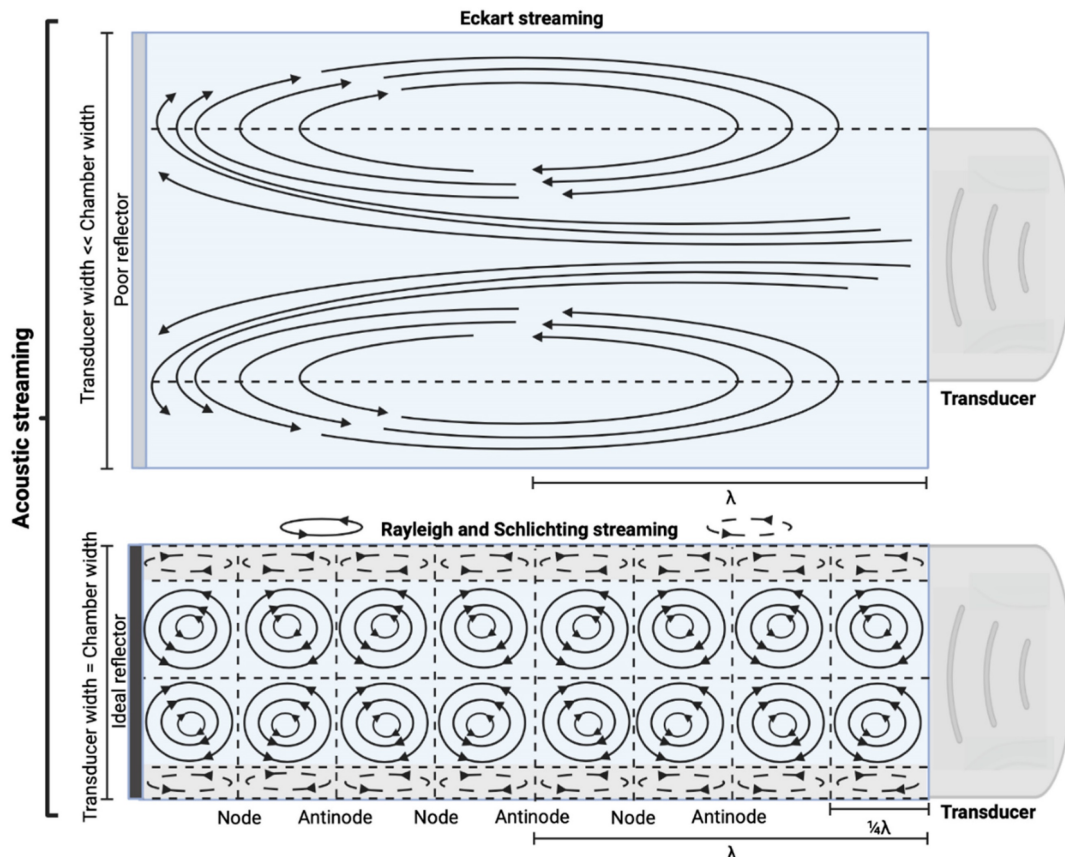 Eckart streaming
Acoustic streaming
Transducer width << Chamber width
Poor reflector
Transducer
λ
Rayleigh and Schlichting streaming
Transducer width = Chamber width
Ideal reflector
Node
Antinode
Node
Antinode
Node
Antinode
¼λ
Transducer
λ